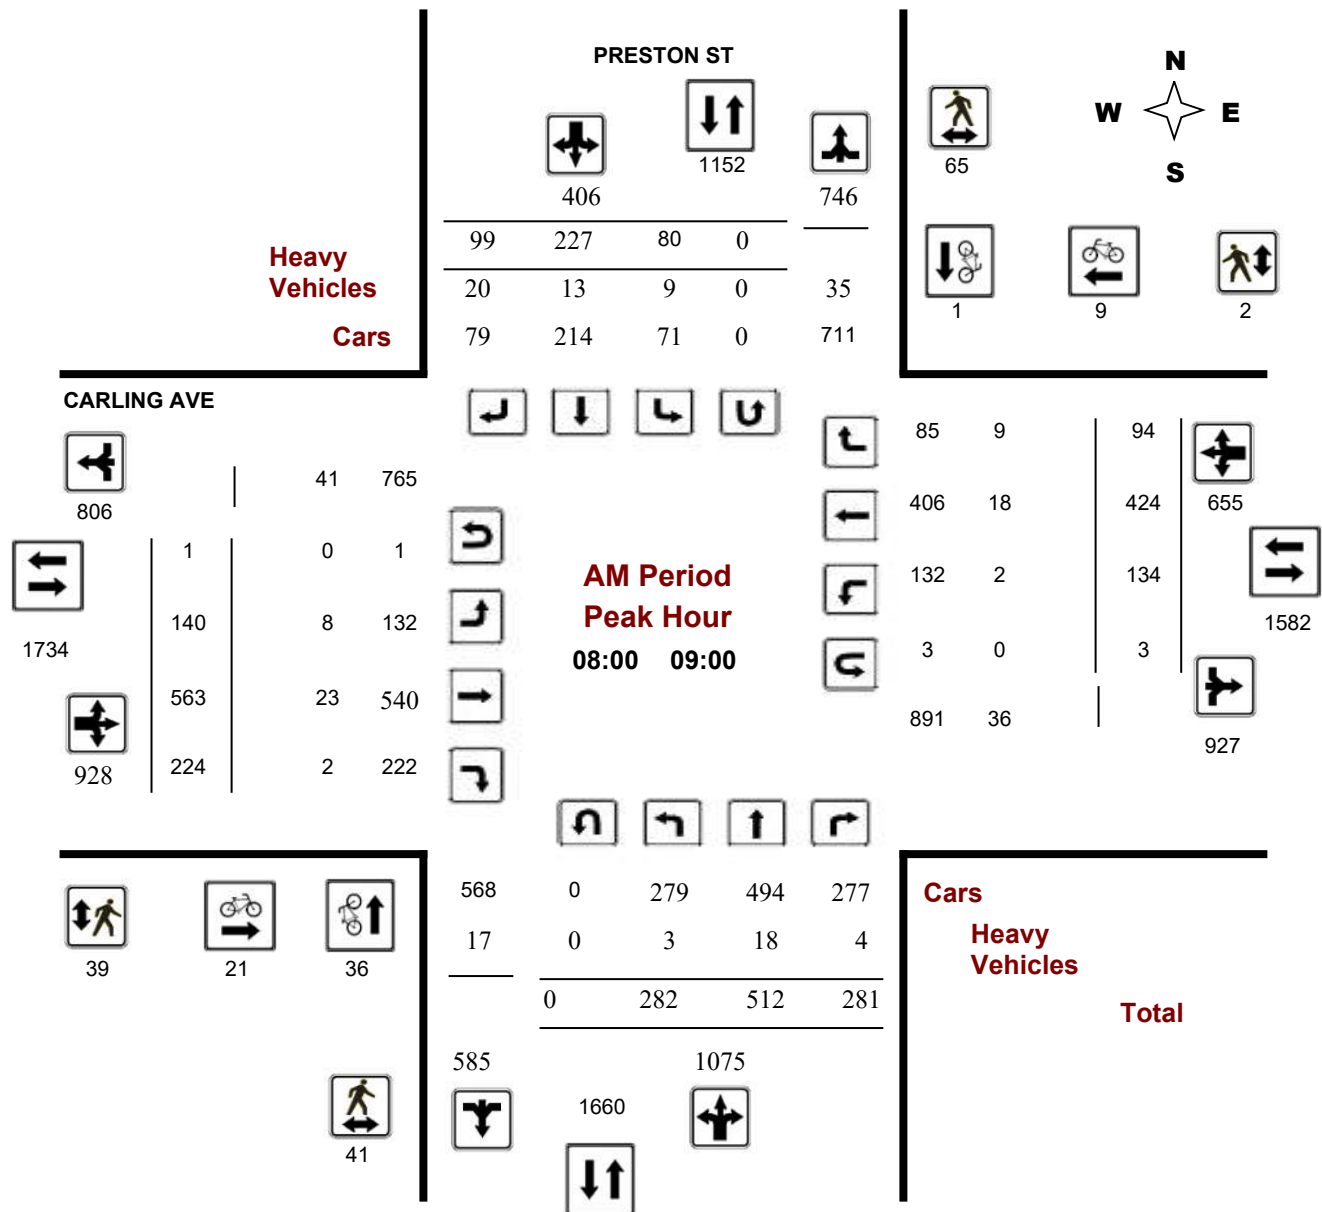 PRESTON ST
N
W E
S
1152
65
406 746
99 227 80 0
Heavy
Vehicles 20 13 9 0 35
Cars 79 214 71 0 711
1 9 2
CARLING AVE
85 9 94
41 765
806
406 18 424 655
1 0 1
AM Period
Peak Hour
08:00 09:00
132 2 134
140 8 132
1734
1582
3 0 3
563 23 540
891 36
927
928 224 2 222
568 0 279 494 277
Cars
17 0 3 18 4
Heavy
Vehicles
39 21 36
0 282 512 281
Total
585 1075
1660
41